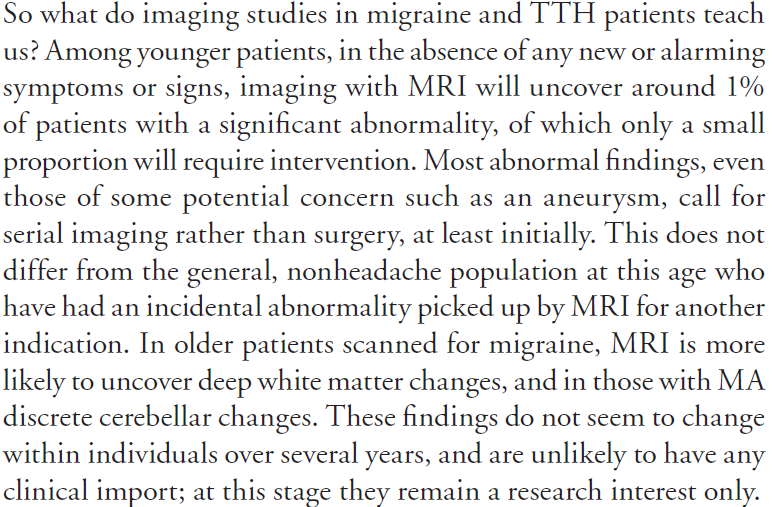 So what do imaging studies in migraine and TTH patients teach
us? Among younger patients, in the absence of any new or alarming
symptoms or signs, imaging with MRI will uncover around 1%
of patients with a significant abnormality, of which only a small
proportion will require intervention. Most abnormal findings, even
those of some potential concern such as an aneurysm, call for
serial imaging rather than surgery, at least initially. This does not
differ from the general, nonheadache population at this age who
have had an incidental abnormality picked up by MRI for another
indication. In older patients scanned for migraine, MRI is more
likely to uncover deep white matter changes, and in those with MA
discrete cerebellar changes. These findings do not seem to change
within individuals over several years, and are unlikely to have any
clinical import; at this stage they remain a research interest only.